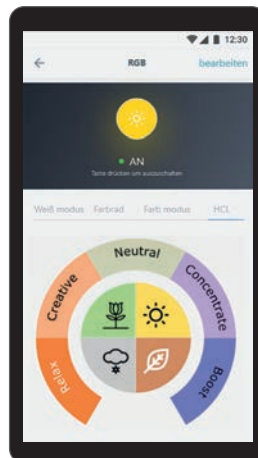 12:30
RGB
bearbeiten
AN
Taste drücken um auszuschalten
Weiß modus Farbrad Farb modus HCL
Relax
Creative
Neutral
Concentrate
Boost